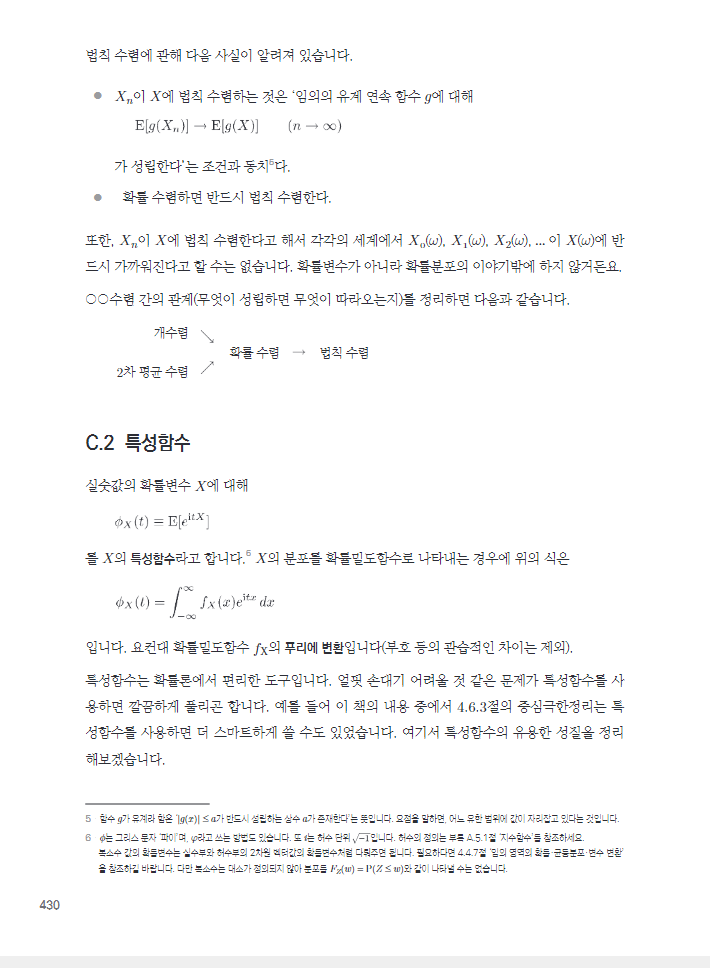 법칙 수렴에 관해 다음 사실이 알려져 있습니다.
● Xₙ이 X에 법칙 수렴하는 것은 ‘임의의 유계 연속 함수 g에 대해
E[g(Xₙ)] → E[g(X)] (n → ∞)
가 성립한다’는 조건과 동치⁵다.
● 확률 수렴하면 반드시 법칙 수렴한다.
또한, Xₙ이 X에 법칙 수렴한다고 해서 각각의 세계에서 X₀(ω), X₁(ω), X₂(ω), ... 이 X(ω)에 반
드시 가까워진다고 할 수는 없습니다. 확률변수가 아니라 확률분포의 이야기밖에 하지 않거든요.
○○수렴 간의 관계(무엇이 성립하면 무엇이 따라오는지)를 정리하면 다음과 같습니다.
개수렴 ↘
확률 수렴 → 법칙 수렴
2차 평균 수렴 ↗
C.2 특성함수
실숫값의 확률변수 X에 대해
ϕX(t) ≡ E[e^{itX}]
를 X의 특성함수라고 합니다.⁶ X의 분포를 확률밀도함수로 나타내는 경우에 위의 식은
ϕX(t) = ∫_{−∞}^{∞} fX(x)e^{itx} dx
입니다. 요컨대 확률밀도함수 fX의 푸리에 변환입니다(부호 등의 관습적인 차이는 제외).
특성함수는 확률론에서 편리한 도구입니다. 얼핏 손대기 어려울 것 같은 문제가 특성함수를 사
용하면 깔끔하게 풀리곤 합니다. 예를 들어 이 책의 내용 중에서 4.6.3절의 중심극한정리는 특
성함수를 사용하면 더 스마트하게 쓸 수도 있었습니다. 여기서 특성함수의 유용한 성질을 정리
해보겠습니다.
5 함수 g가 유계라 함은 ‘|g(x)| ≤ a가 반드시 성립하는 상수 a가 존재한다’는 뜻입니다. 요점을 말하면, 어느 유한 범위에 값이 자리잡고 있다는 것입니다.
6 ϕ는 그리스 문자 ‘파이’며, φ라고 쓰는 방법도 있습니다. 또 i는 허수 단위 √−1입니다. 허수의 정의는 부록 A.5.1절 ‘지수함수’를 참조하세요.
복소수 값의 확률변수는 실수부와 허수부의 2차원 벡터값의 확률변수처럼 다뤄주면 됩니다. 필요하다면 4.4.7절 ‘임의 영역의 확률·균등분포·변수 변환’
을 참조하길 바랍니다. 다만 복소수는 대소가 정의되지 않아 분포를 F_Z(w) = P(Z ≤ w)와 같이 나타낼 수는 없습니다.
430